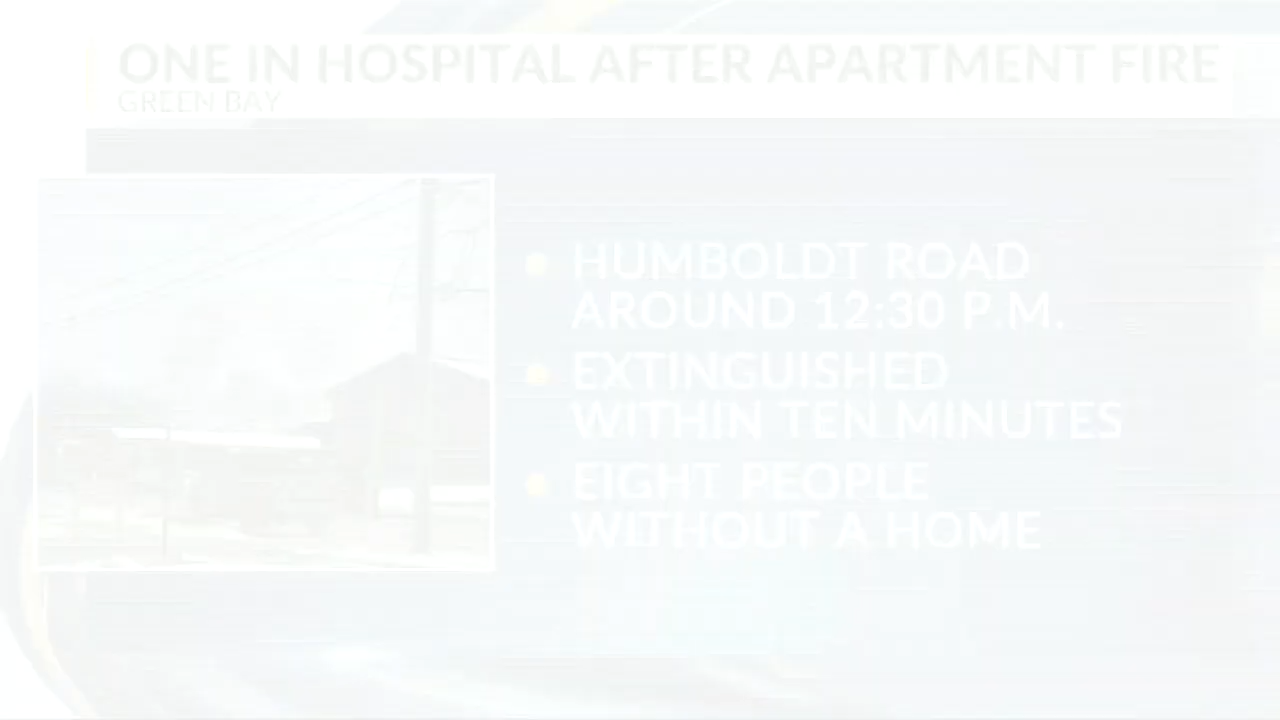 ONE IN HOSPITAL AFTER APARTMENT FIRE
GREEN BAY
HUMBOLDT ROAD
AROUND 12:30 P.M.
EXTINGUISHED
WITHIN TEN MINUTES
EIGHT PEOPLE
WITHOUT A HOME